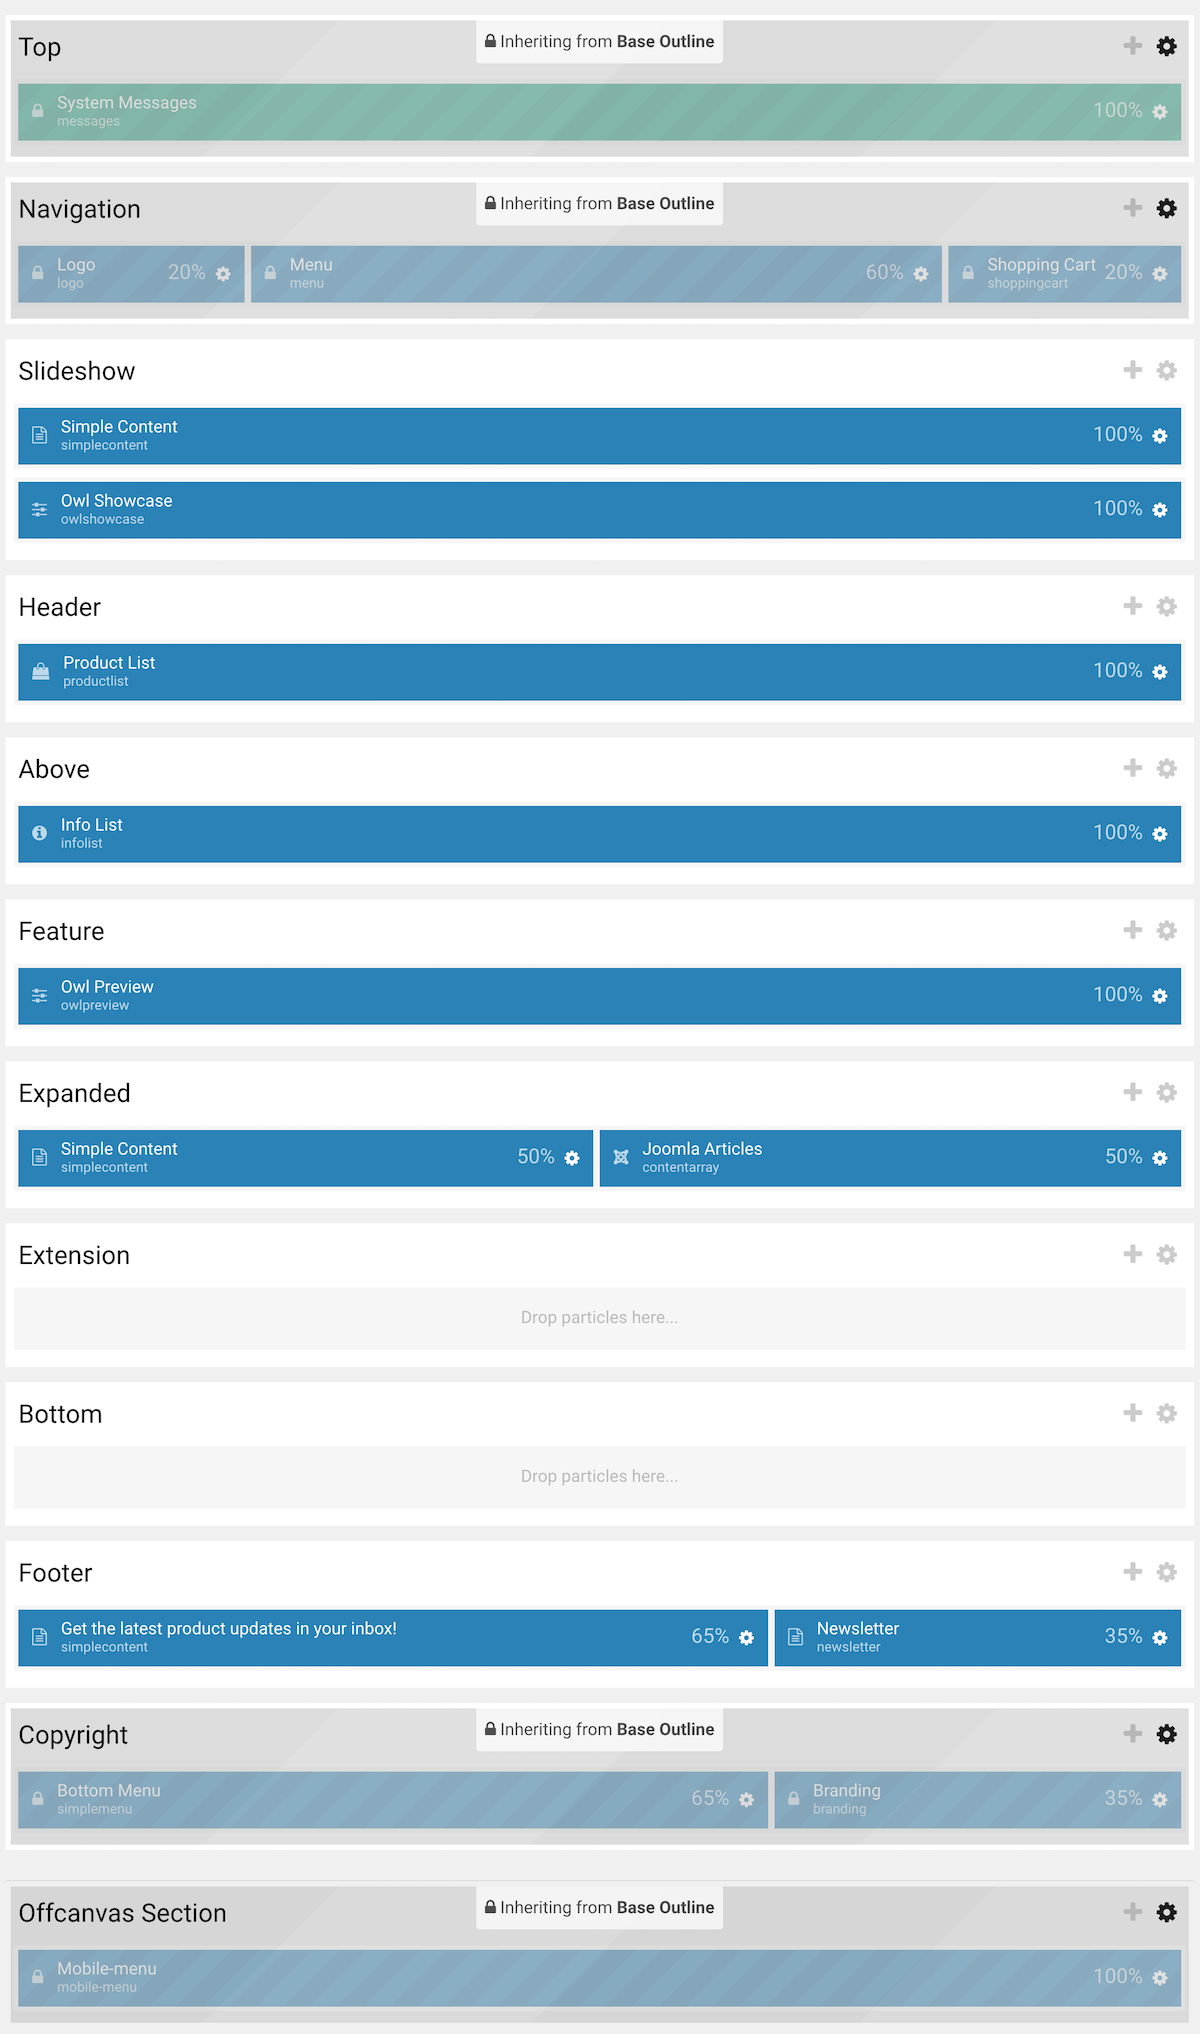 Top
Inheriting from Base Outline
System Messages
messages
100%
Navigation
Inheriting from Base Outline
Logo
logo
20%
Menu
menu
60%
Shopping Cart
shoppingcart
20%
Slideshow
Simple Content
simplecontent
100%
Owl Showcase
owlshowcase
100%
Header
Product List
productlist
100%
Above
Info List
infolist
100%
Feature
Owl Preview
owlpreview
100%
Expanded
Simple Content
simplecontent
50%
Joomla Articles
contentarray
50%
Extension
Drop particles here...
Bottom
Drop particles here...
Footer
Get the latest product updates in your inbox!
simplecontent
65%
Newsletter
newsletter
35%
Copyright
Inheriting from Base Outline
Bottom Menu
simplemenu
65%
Branding
branding
35%
Offcanvas Section
Inheriting from Base Outline
Mobile-menu
mobile-menu
100%